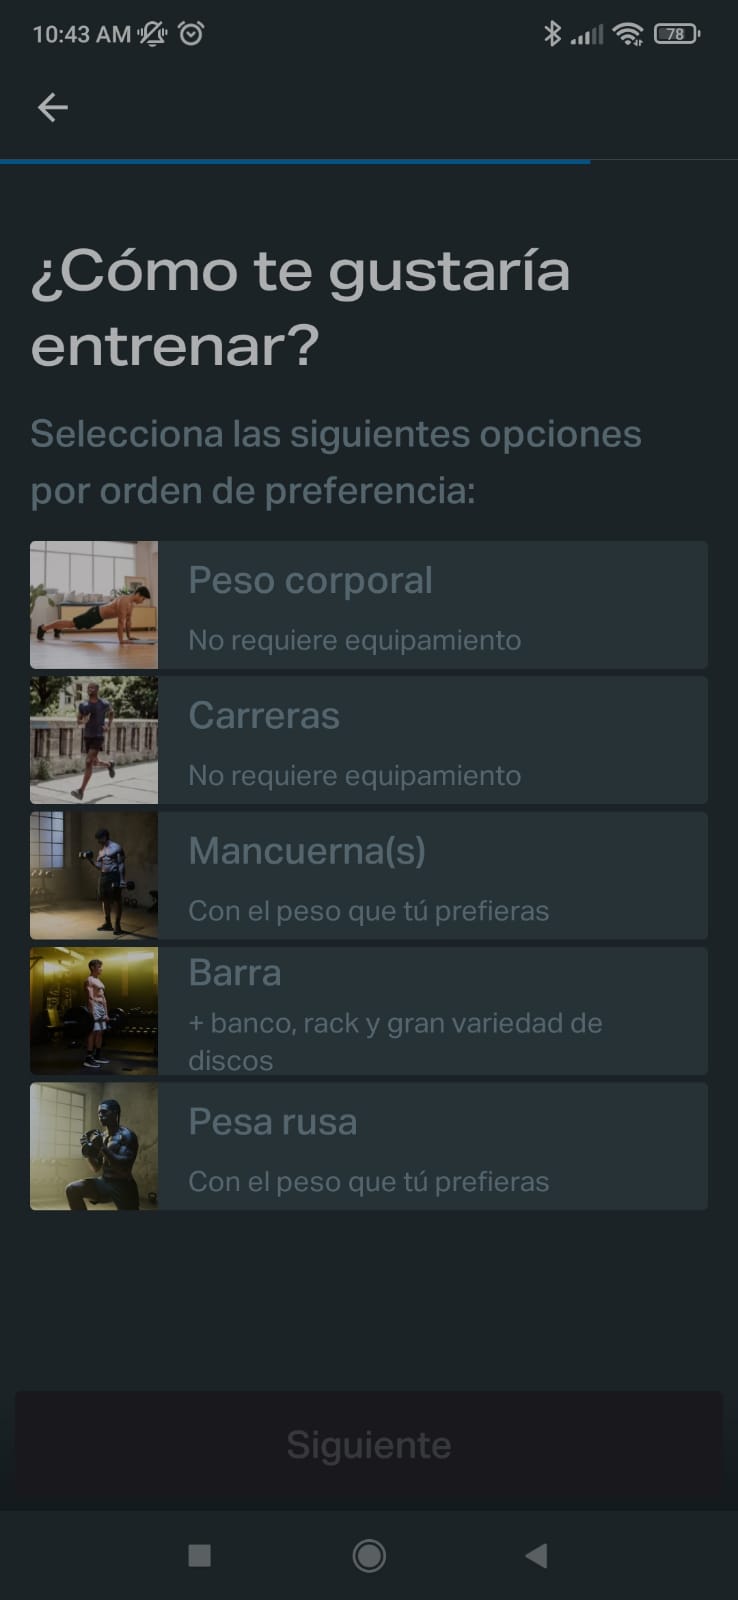 10:43 AM
78
¿Cómo te gustaría
entrenar?
Selecciona las siguientes opciones
por orden de preferencia:
Peso corporal
No requiere equipamiento
Carreras
No requiere equipamiento
Mancuerna(s)
Con el peso que tú prefieras
Barra
+ banco, rack y gran variedad de
discos
Pesa rusa
Con el peso que tú prefieras
Siguiente